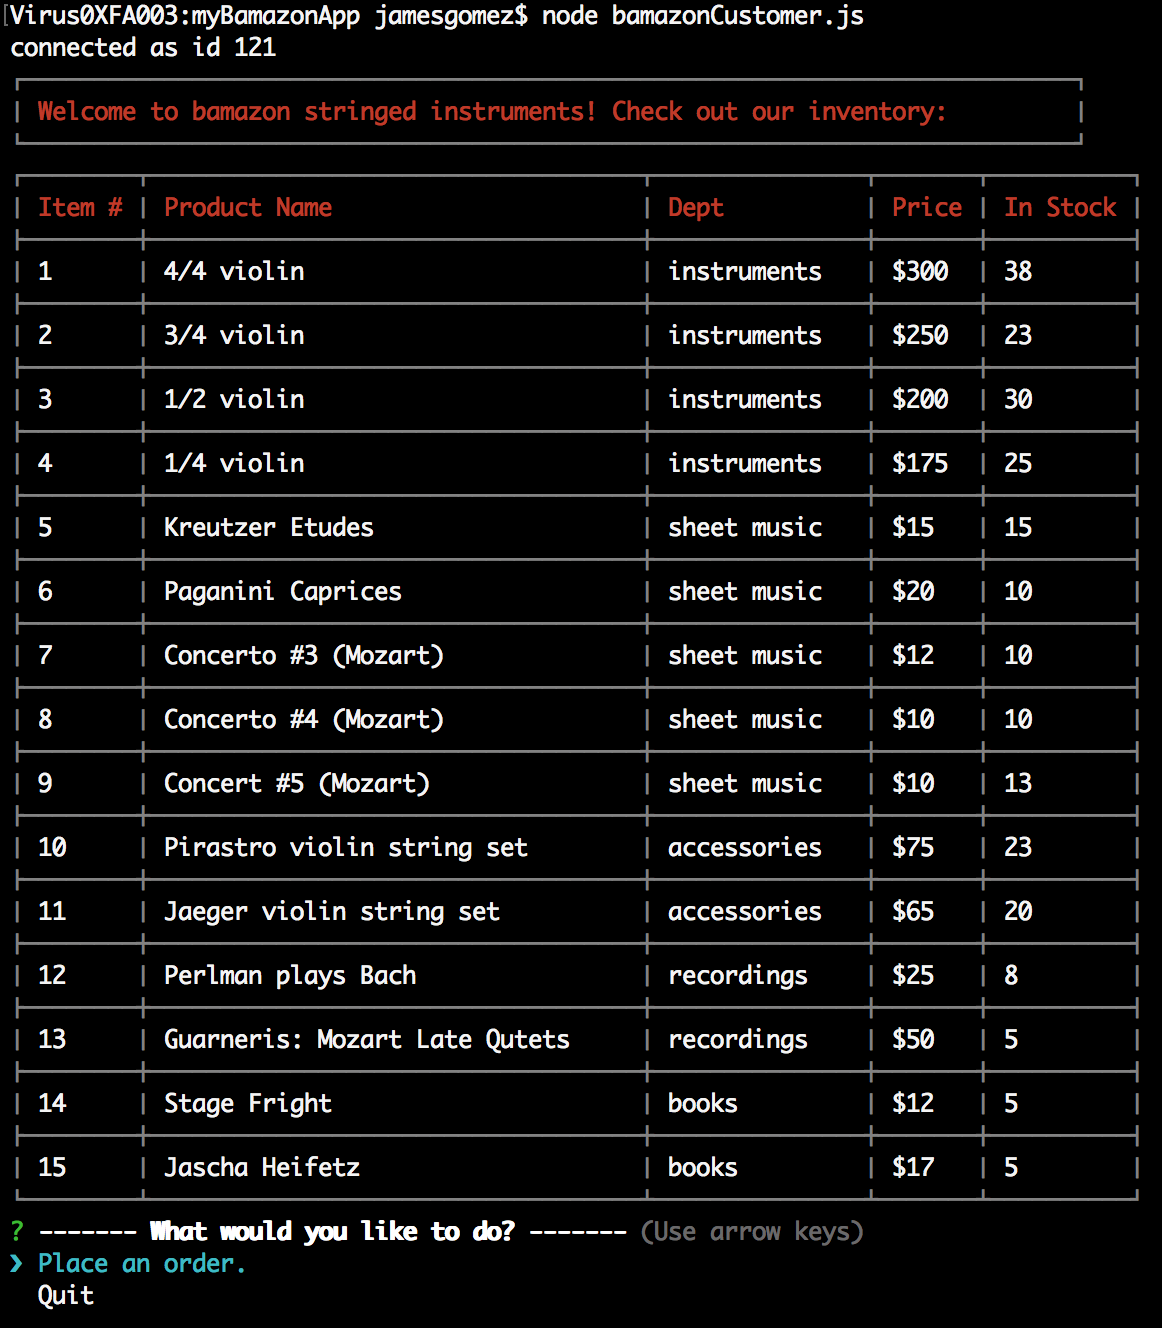 Virus0XFA003:myBamazonApp jamesgomez$ node bamazonCustomer.js
connected as id 121
Welcome to bamazon stringed instruments! Check out our inventory:
Item # | Product Name | Dept | Price | In Stock
1 | 4/4 violin | instruments | $300 | 38
2 | 3/4 violin | instruments | $250 | 23
3 | 1/2 violin | instruments | $200 | 30
4 | 1/4 violin | instruments | $175 | 25
5 | Kreutzer Etudes | sheet music | $15 | 15
6 | Paganini Caprices | sheet music | $20 | 10
7 | Concerto #3 (Mozart) | sheet music | $12 | 10
8 | Concerto #4 (Mozart) | sheet music | $10 | 10
9 | Concert #5 (Mozart) | sheet music | $10 | 13
10 | Pirastro violin string set | accessories | $75 | 23
11 | Jaeger violin string set | accessories | $65 | 20
12 | Perlman plays Bach | recordings | $25 | 8
13 | Guarneris: Mozart Late Qutets | recordings | $50 | 5
14 | Stage Fright | books | $12 | 5
15 | Jascha Heifetz | books | $17 | 5
? ------- What would you like to do? ------- (Use arrow keys)
❯ Place an order.
Quit